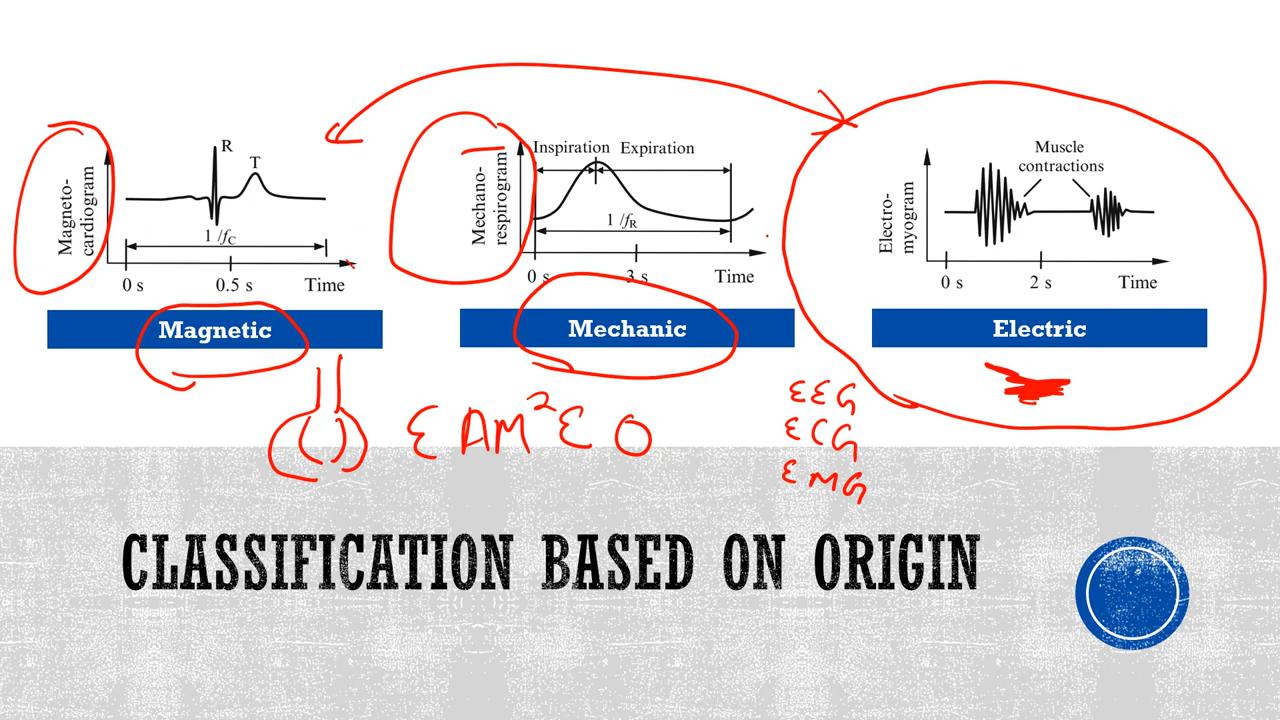 Magneto-
cardiogram
R
T
1 /fC
0 s 0.5 s Time
Magnetic
Mechano-
respirogram
Inspiration Expiration
1 /fR
0 s 3 s Time
Mechanic
Electro-
myogram
Muscle
contractions
0 s 2 s Time
Electric
EAM²EO
EEG
ECG
EMG
CLASSIFICATION BASED ON ORIGIN